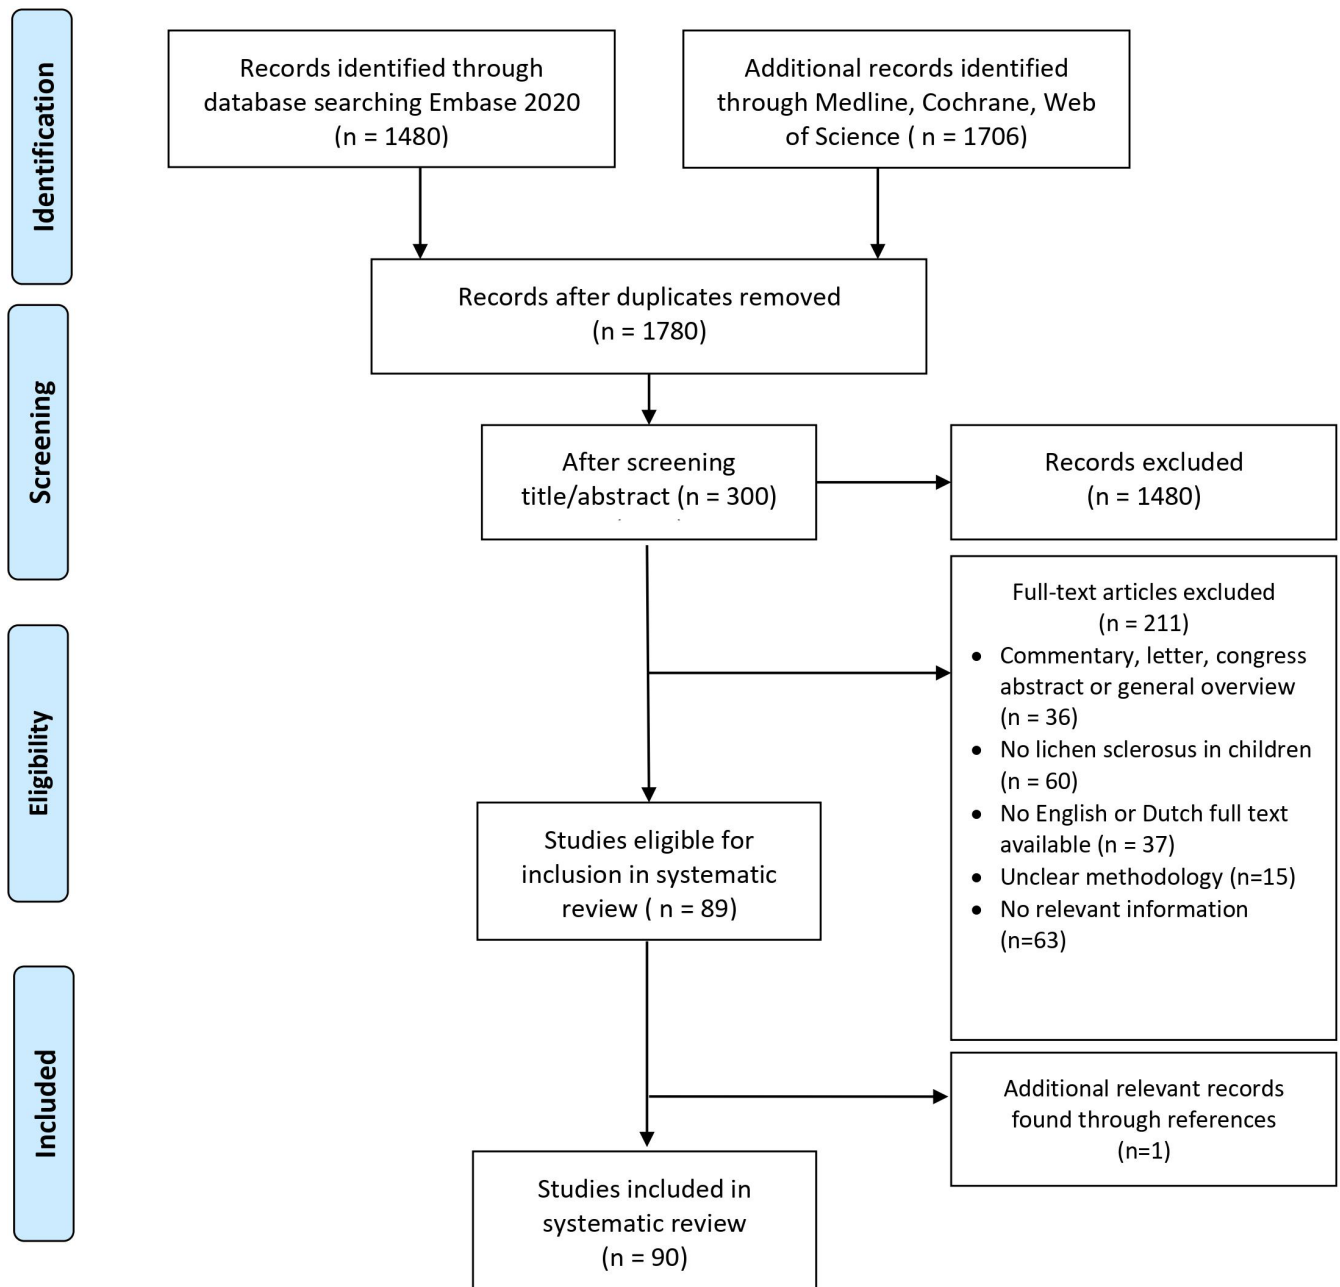 Identification
Records identified through
database searching Embase 2020
(n = 1480)
Additional records identified
through Medline, Cochrane, Web
of Science ( n = 1706)
Records after duplicates removed
(n = 1780)
Screening
After screening
title/abstract (n = 300)
Records excluded
(n = 1480)
Eligibility
Full-text articles excluded
(n = 211)
• Commentary, letter, congress
abstract or general overview
(n = 36)
• No lichen sclerosus in children
(n = 60)
• No English or Dutch full text
available (n = 37)
• Unclear methodology (n=15)
• No relevant information
(n=63)
Studies eligible for
inclusion in systematic
review ( n = 89)
Included
Additional relevant records
found through references
(n=1)
Studies included in
systematic review
(n = 90)